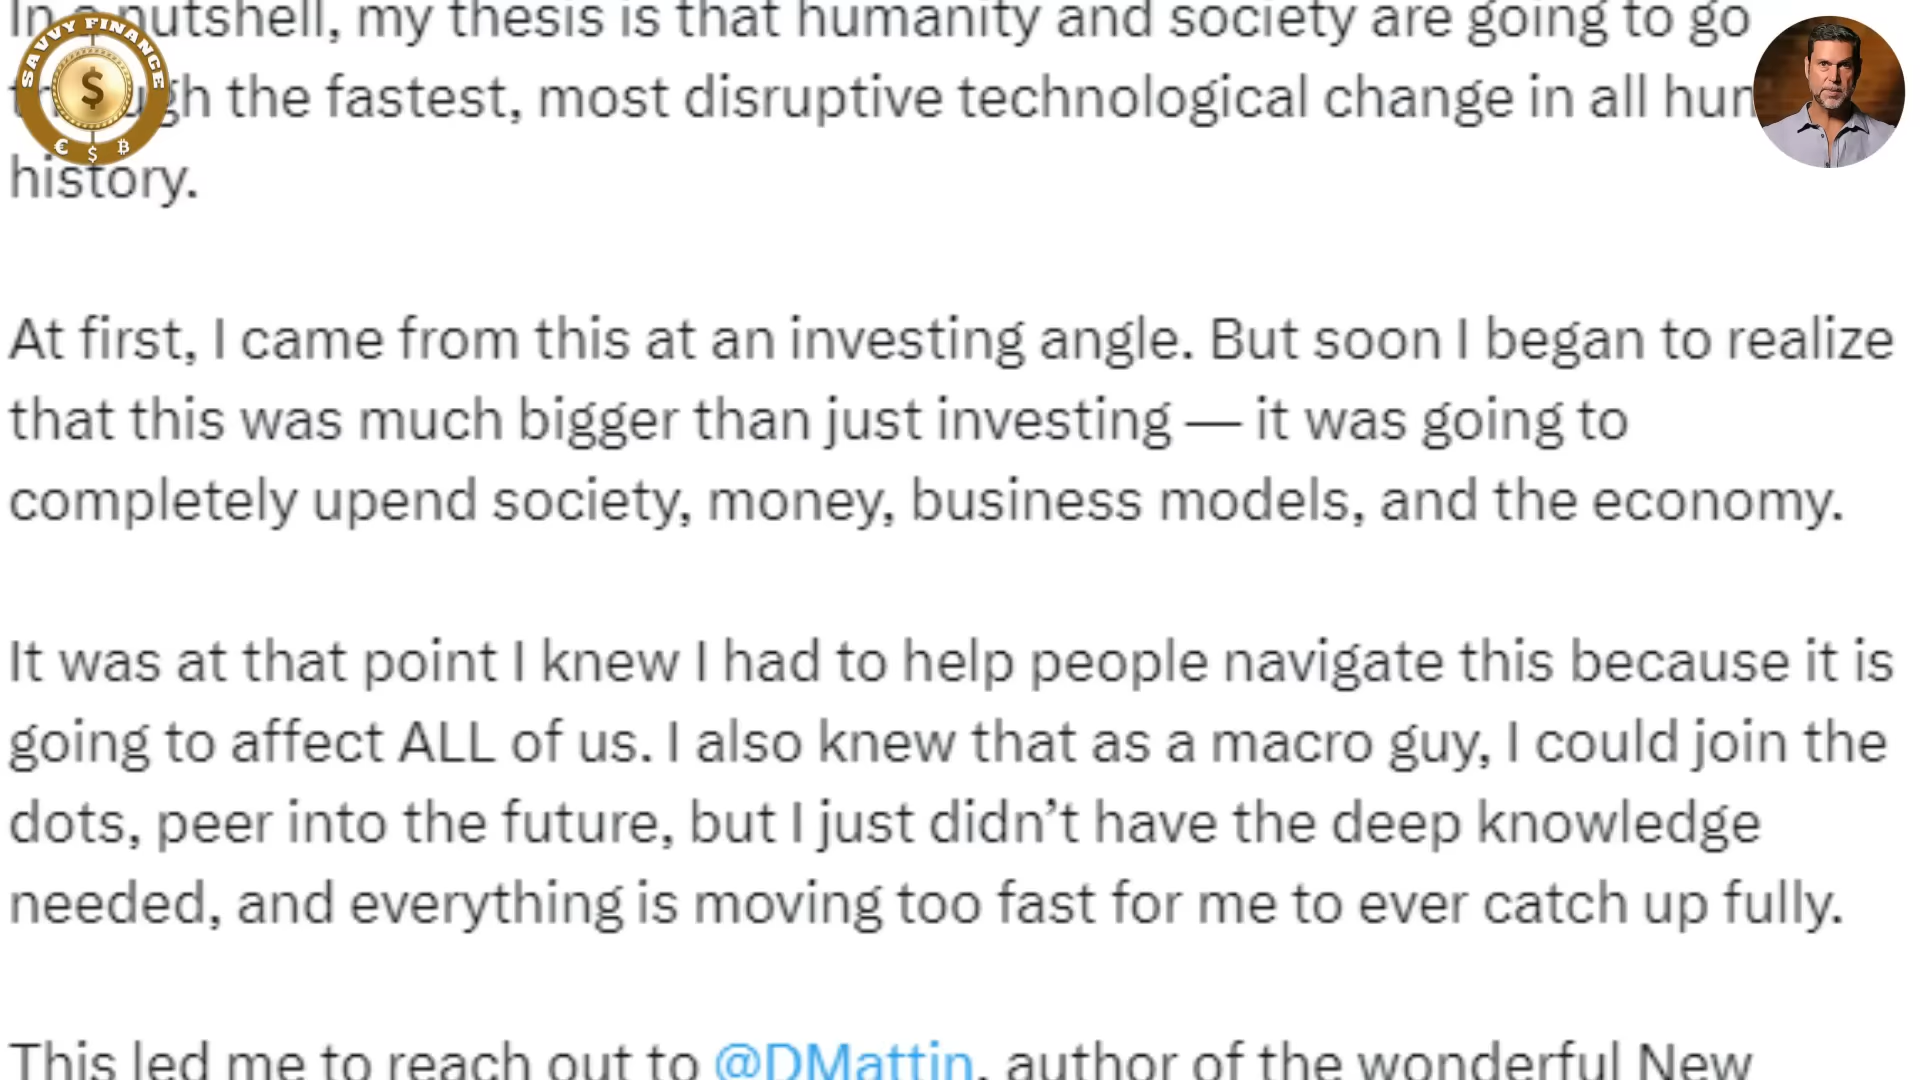 In a nutshell, my thesis is that humanity and society are going to go
the fastest, most disruptive technological change in all
history.
At first, I came from this at an investing angle. But soon I began to realize
that this was much bigger than just investing — it was going to
completely upend society, money, business models, and the economy.
It was at that point I knew I had to help people navigate this because it is
going to affect ALL of us. I also knew that as a macro guy, I could join the
dots, peer into the future, but I just didn’t have the deep knowledge
needed, and everything is moving too fast for me to ever catch up fully.
This led me to reach out to @DMattin, author of the wonderful New
SAVVY FINANCE
$
€ $ ₿